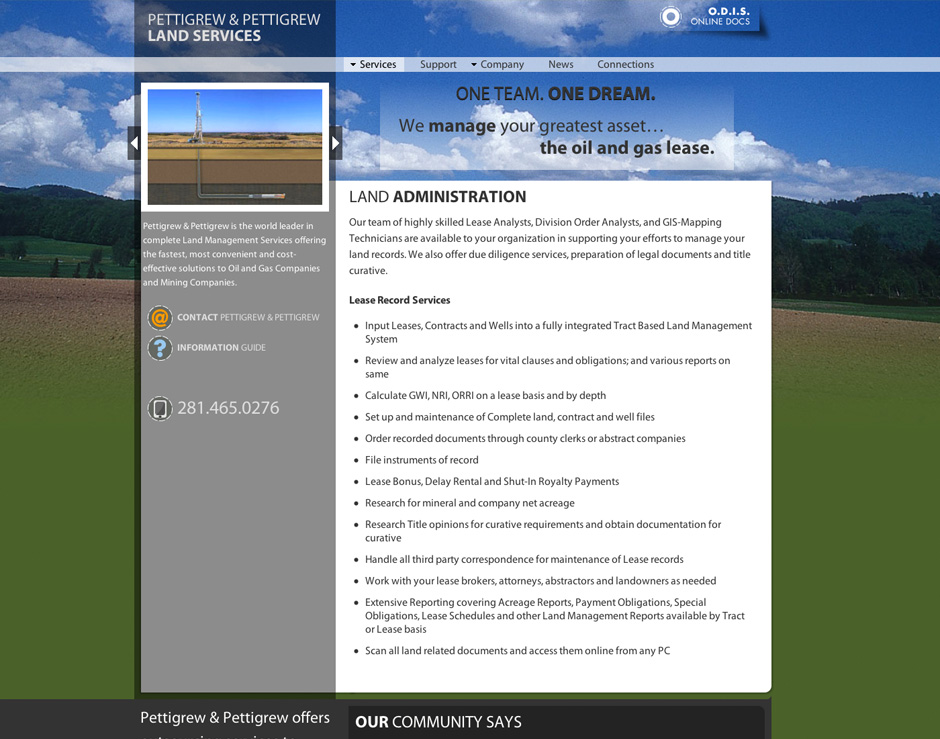 PETTIGREW & PETTIGREW
LAND SERVICES
O.D.I.S.
ONLINE DOCS
Services
Support
Company
News
Connections
ONE TEAM. ONE DREAM.
We manage your greatest asset…
the oil and gas lease.
Pettigrew & Pettigrew is the world leader in
complete Land Management Services offering
the fastest, most convenient and cost-
effective solutions to Oil and Gas Companies
and Mining Companies.
@ CONTACT PETTIGREW & PETTIGREW
? INFORMATION GUIDE
281.465.0276
LAND ADMINISTRATION
Our team of highly skilled Lease Analysts, Division Order Analysts, and GIS-Mapping
Technicians are available to your organization in supporting your efforts to manage your
land records. We also offer due diligence services, preparation of legal documents and title
curative.
Lease Record Services
• Input Leases, Contracts and Wells into a fully integrated Tract Based Land Management
System
• Review and analyze leases for vital clauses and obligations; and various reports on
same
• Calculate GWI, NRI, ORRI on a lease basis and by depth
• Set up and maintenance of Complete land, contract and well files
• Order recorded documents through county clerks or abstract companies
• File instruments of record
• Lease Bonus, Delay Rental and Shut-In Royalty Payments
• Research for mineral and company net acreage
• Research Title opinions for curative requirements and obtain documentation for
curative
• Handle all third party correspondence for maintenance of Lease records
• Work with your lease brokers, attorneys, abstractors and landowners as needed
• Extensive Reporting covering Acreage Reports, Payment Obligations, Special
Obligations, Lease Schedules and other Land Management Reports available by Tract
or Lease basis
• Scan all land related documents and access them online from any PC
Pettigrew & Pettigrew offers
OUR COMMUNITY SAYS